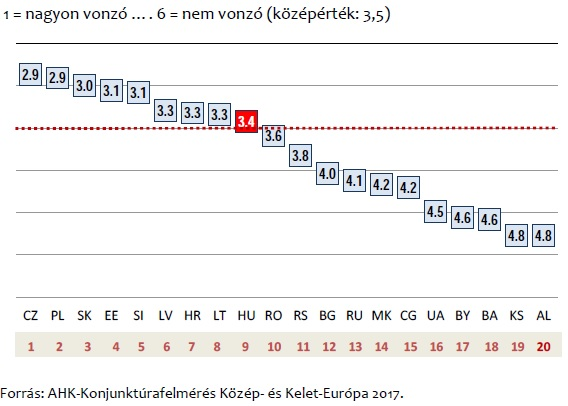 1 = nagyon vonzó ... . 6 = nem vonzó (középérték: 3,5)
2.9 2.9 3.0 3.1 3.1 3.3 3.3 3.3 3.4 3.6 3.8 4.0 4.1 4.2 4.2 4.5 4.6 4.6 4.8 4.8
CZ PL SK EE SI LV HR LT HU RO RS BG RU MK CG UA BY BA KS AL
1 2 3 4 5 6 7 8 9 10 11 12 13 14 15 16 17 18 19 20
Forrás: AHK-Konjunktúrafelmérés Közép- és Kelet-Európa 2017.